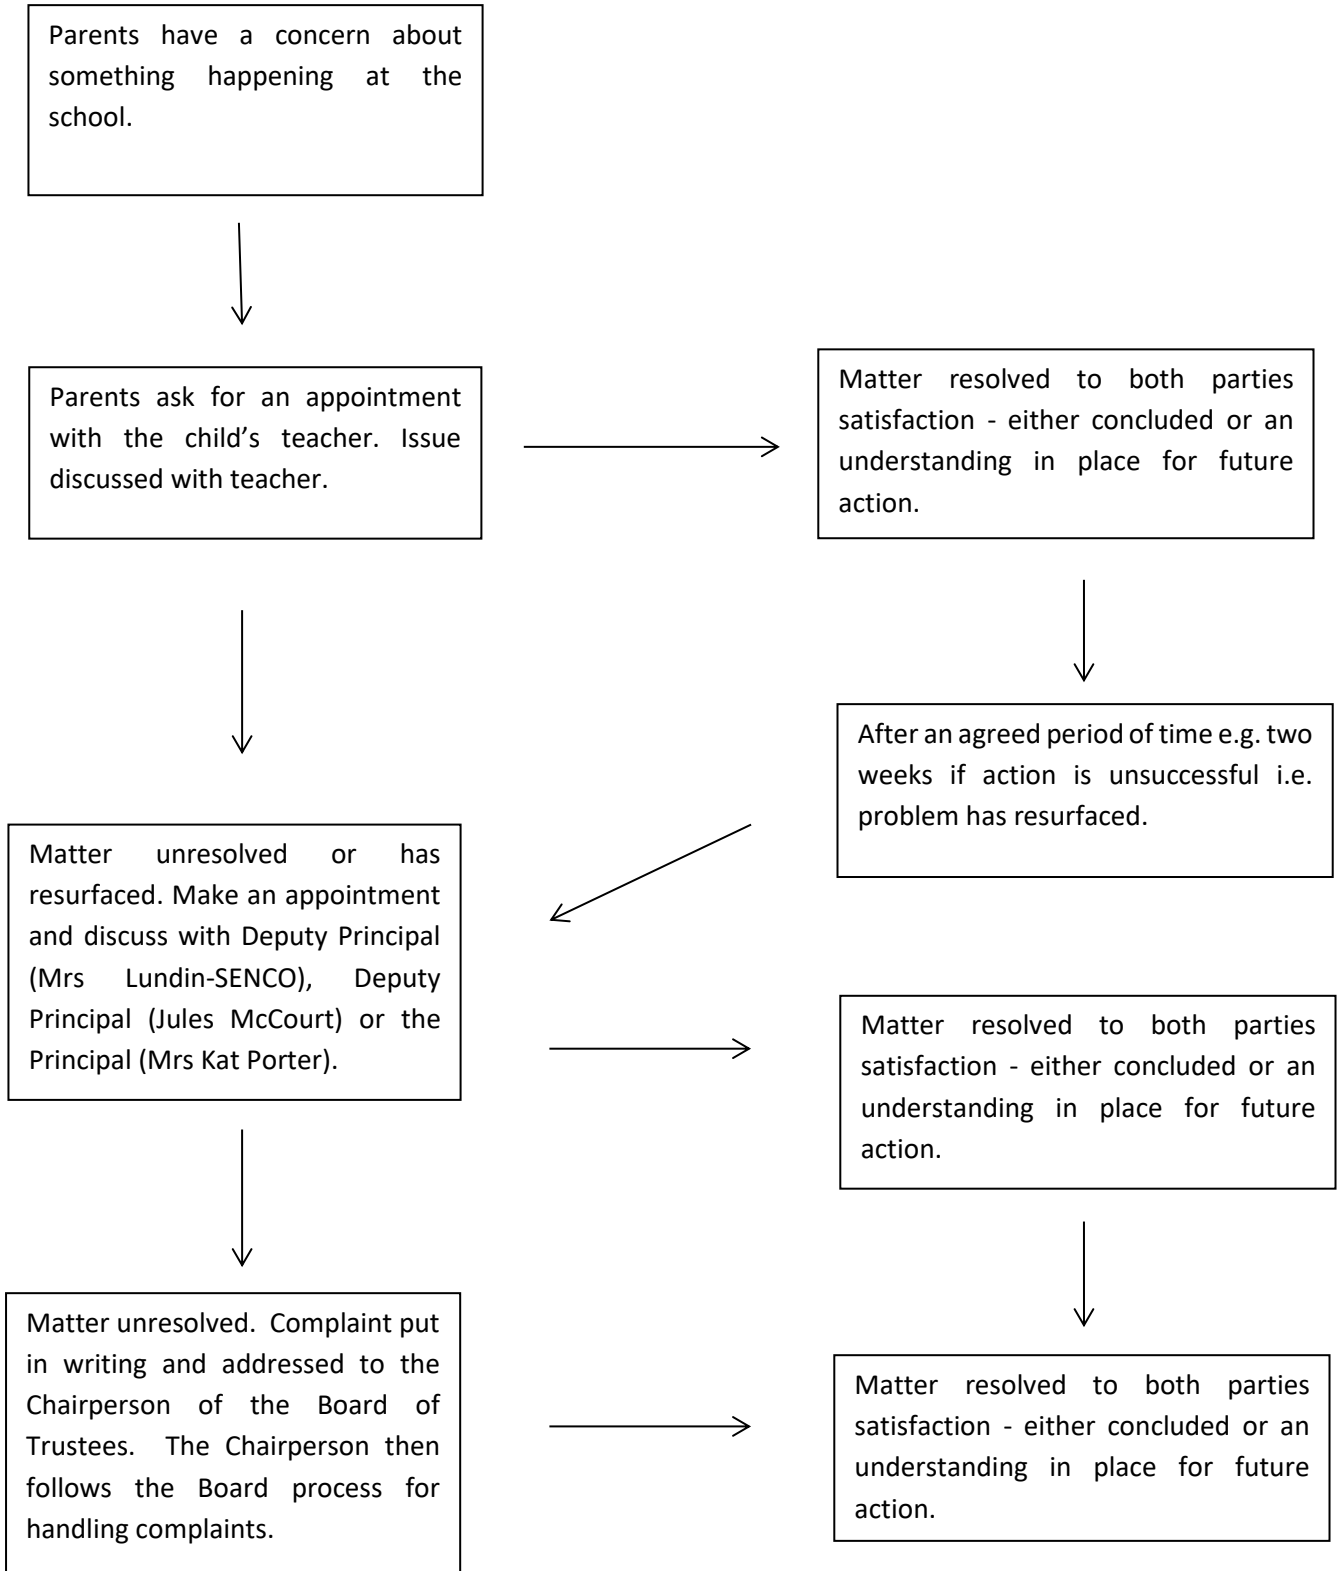 Parents have a concern about
something happening at the
school.
Parents ask for an appointment
with the child’s teacher. Issue
discussed with teacher.
Matter resolved to both parties
satisfaction - either concluded or an
understanding in place for future
action.
After an agreed period of time e.g. two
weeks if action is unsuccessful i.e.
problem has resurfaced.
Matter unresolved or has
resurfaced. Make an appointment
and discuss with Deputy Principal
(Mrs Lundin-SENCO), Deputy
Principal (Jules McCourt) or the
Principal (Mrs Kat Porter).
Matter resolved to both parties
satisfaction - either concluded or an
understanding in place for future
action.
Matter unresolved. Complaint put
in writing and addressed to the
Chairperson of the Board of
Trustees. The Chairperson then
follows the Board process for
handling complaints.
Matter resolved to both parties
satisfaction - either concluded or an
understanding in place for future
action.